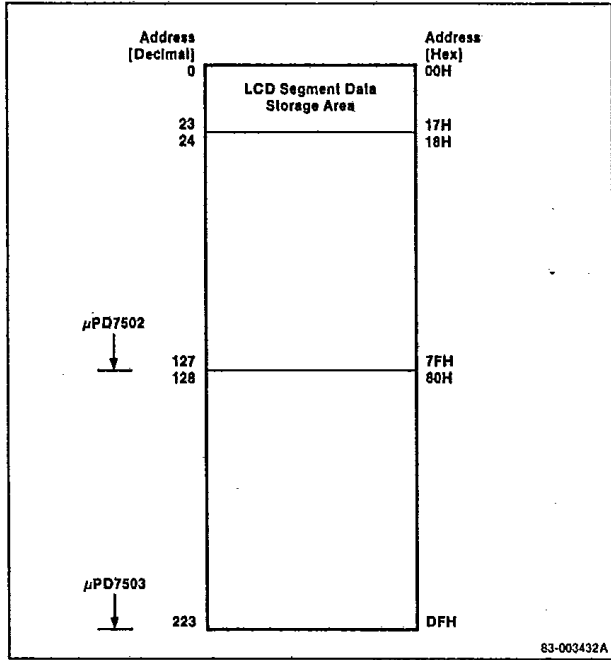 Address Address
[Decimal] [Hex]
0 00H
LCD Segment Data
Storage Area
23 17H
24 18H
μPD7502
127 7FH
128 80H
μPD7503
223 DFH
83-003432A